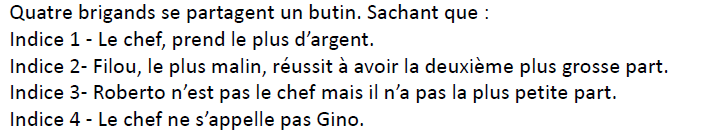 Quatre brigands se partagent un butin. Sachant que :
Indice 1 - Le chef, prend le plus d’argent.
Indice 2- Filou, le plus malin, réussit à avoir la deuxième plus grosse part.
Indice 3- Roberto n’est pas le chef mais il n’a pas la plus petite part.
Indice 4 - Le chef ne s’appelle pas Gino.